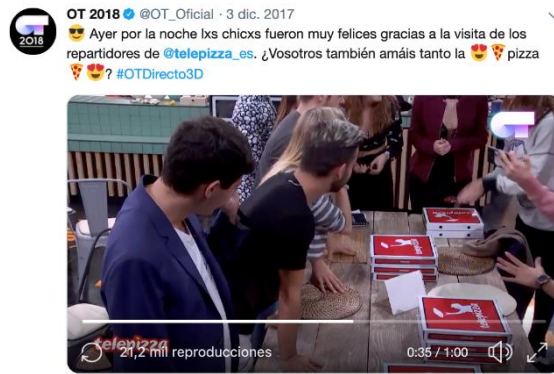 OT 2018 @OT_Oficial · 3 dic. 2017
😎 Ayer por la noche lxs chicxs fueron muy felices gracias a la visita de los
repartidores de @telepizza_es. ¿Vosotros también amáis tanto la 😍🍕pizza
🍕😍? #OTDirecto3D
OT
2018
telepizza
21,2 mil reproducciones
0:35 / 1:00